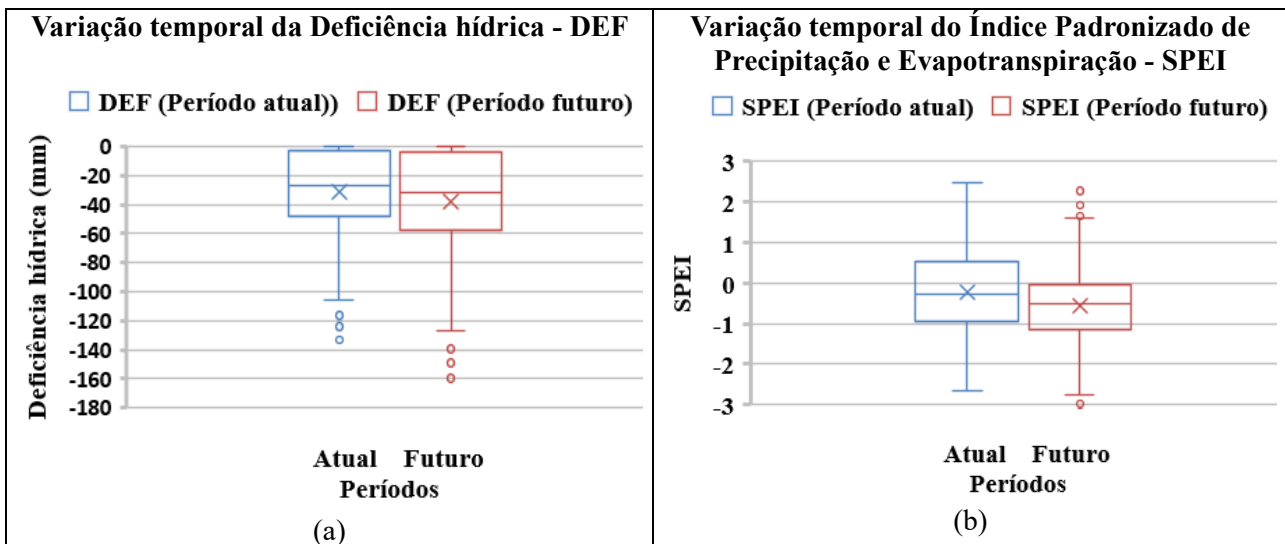 Variação temporal da Deficiência hídrica - DEF
DEF (Período atual)) DEF (Período futuro)
Deficiência hídrica (mm)
0
-20
-40
-60
-80
-100
-120
-140
-160
-180
Atual Futuro
Períodos
(a)
Variação temporal do Índice Padronizado de
Precipitação e Evapotranspiração - SPEI
SPEI (Período atual) SPEI (Período futuro)
SPEI
3
2
1
0
-1
-2
-3
Atual Futuro
Períodos
(b)